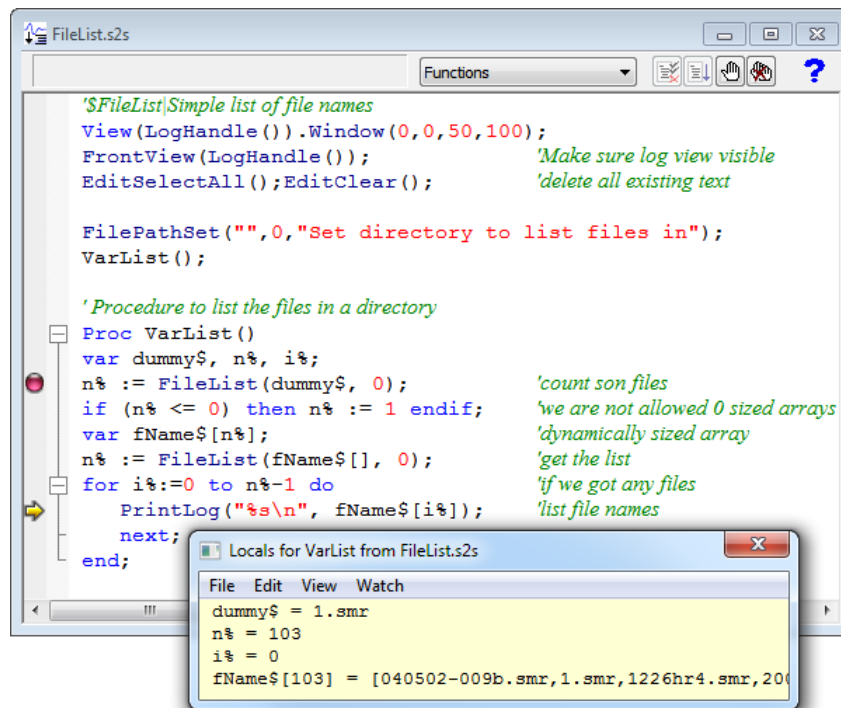 FileList.s2s
Functions
?
'$FileList|Simple list of file names
View(LogHandle()).Window(0,0,50,100);
FrontView(LogHandle()); 'Make sure log view visible
EditSelectAll();EditClear(); 'delete all existing text
FilePathSet("",0,"Set directory to list files in");
VarList();
' Procedure to list the files in a directory
Proc VarList()
var dummy$, n%, i%;
n% := FileList(dummy$, 0); 'count son files
if (n% <= 0) then n% := 1 endif; 'we are not allowed 0 sized arrays
var fName$[n%]; 'dynamically sized array
n% := FileList(fName$[], 0); 'get the list
for i%:=0 to n%-1 do 'if we got any files
PrintLog("%s\n", fName$[i%]); 'list file names
next;
end;
Locals for VarList from FileList.s2s
File Edit View Watch
dummy$ = 1.smr
n% = 103
i% = 0
fName$[103] = [040502-009b.smr,1.smr,1226hr4.smr,200